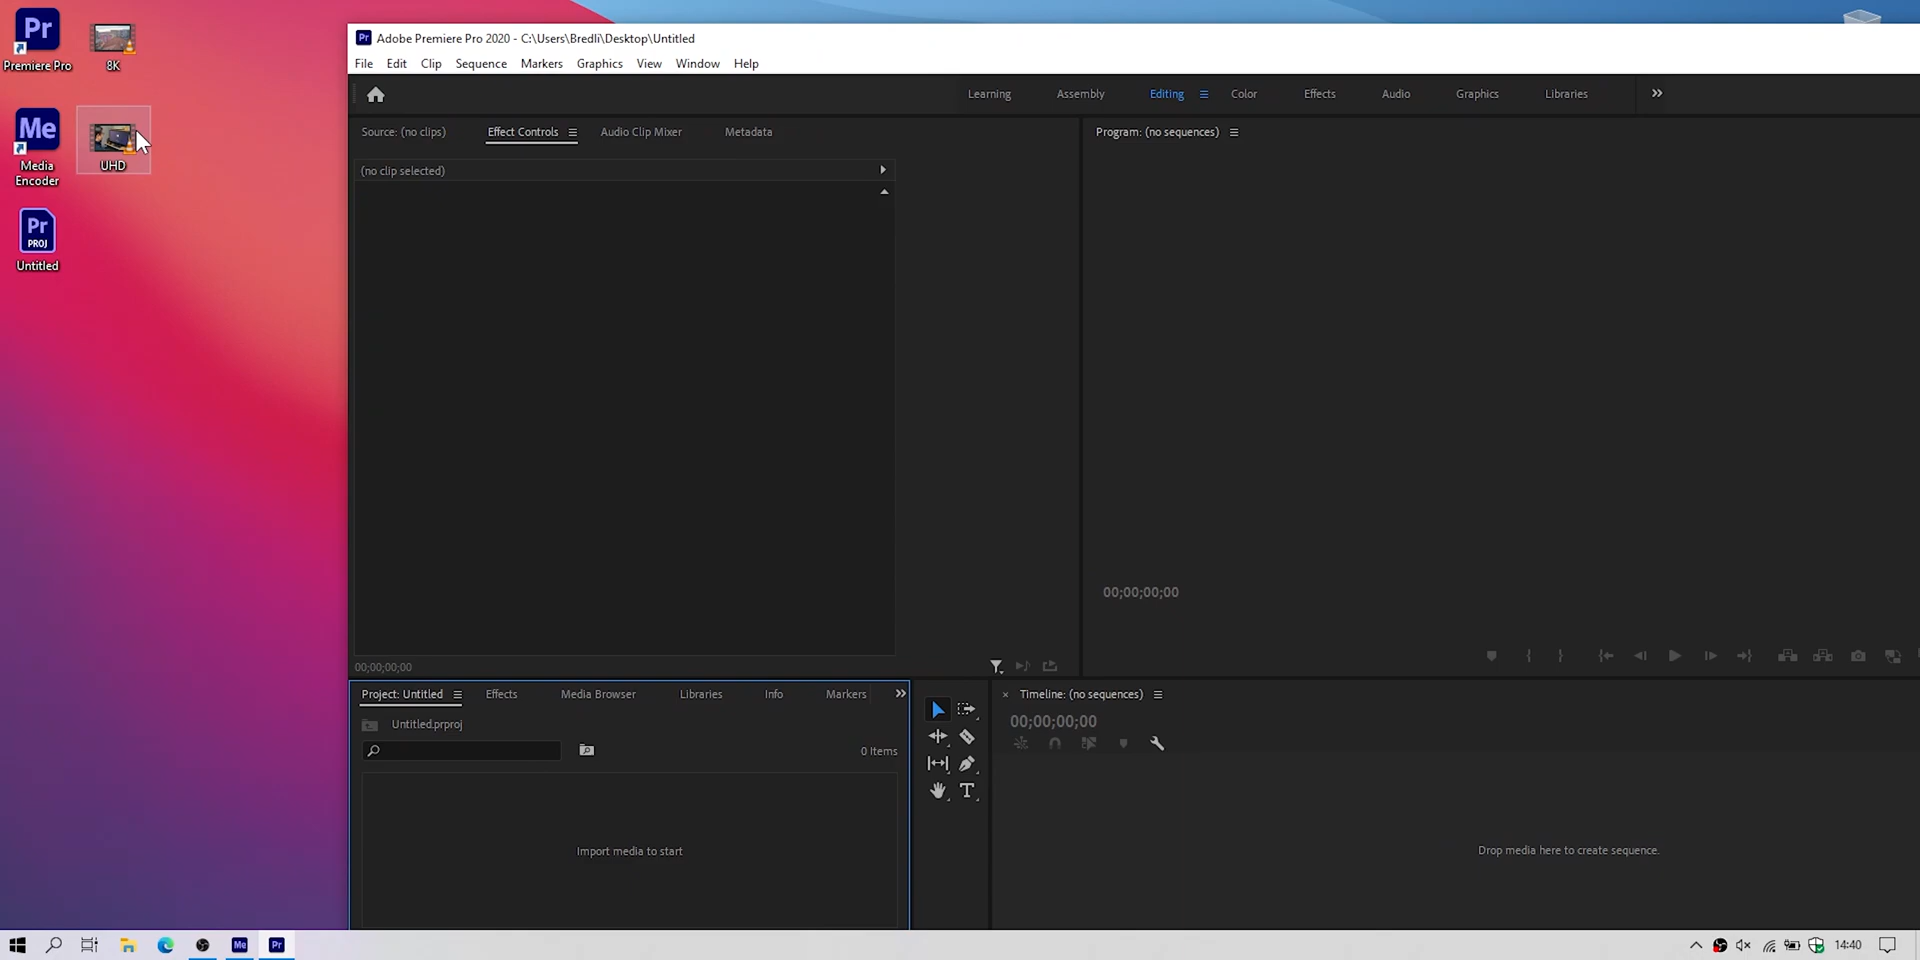 Pr
Premiere Pro
8K
Me
Media
Encoder
UHD
Pr
PROJ
Untitled
Pr Adobe Premiere Pro 2020 - C:\Users\Bredli\Desktop\Untitled
File Edit Clip Sequence Markers Graphics View Window Help
Learning Assembly Editing Color Effects Audio Graphics Libraries
Source: (no clips) Effect Controls Audio Clip Mixer Metadata
(no clip selected)
00;00;00;00
Program: (no sequences)
00;00;00;00
Project: Untitled Effects Media Browser Libraries Info Markers
Untitled.prproj
0 Items
Import media to start
Timeline: (no sequences)
00;00;00;00
Drop media here to create sequence.
Me Pr
14:40